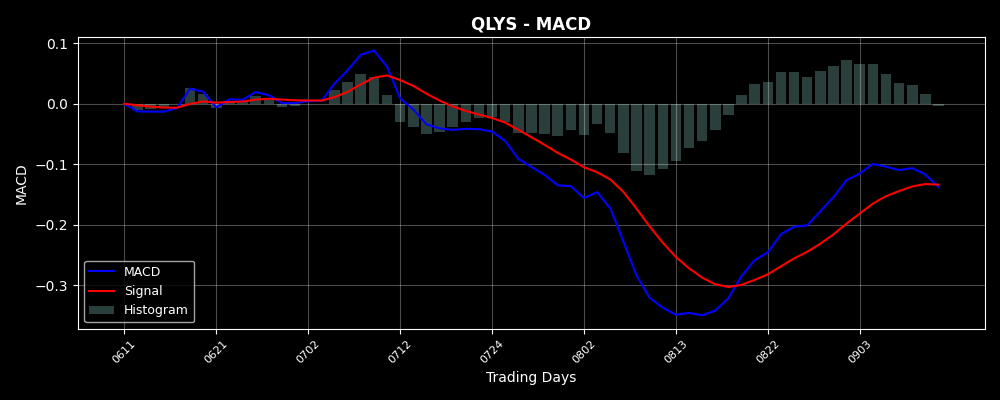 QLYS - MACD
0.1
0.0
−0.1
−0.2
−0.3
MACD
MACD
Signal
Histogram
0611
0621
0702
0712
0724
0802
0813
0822
0903
Trading Days